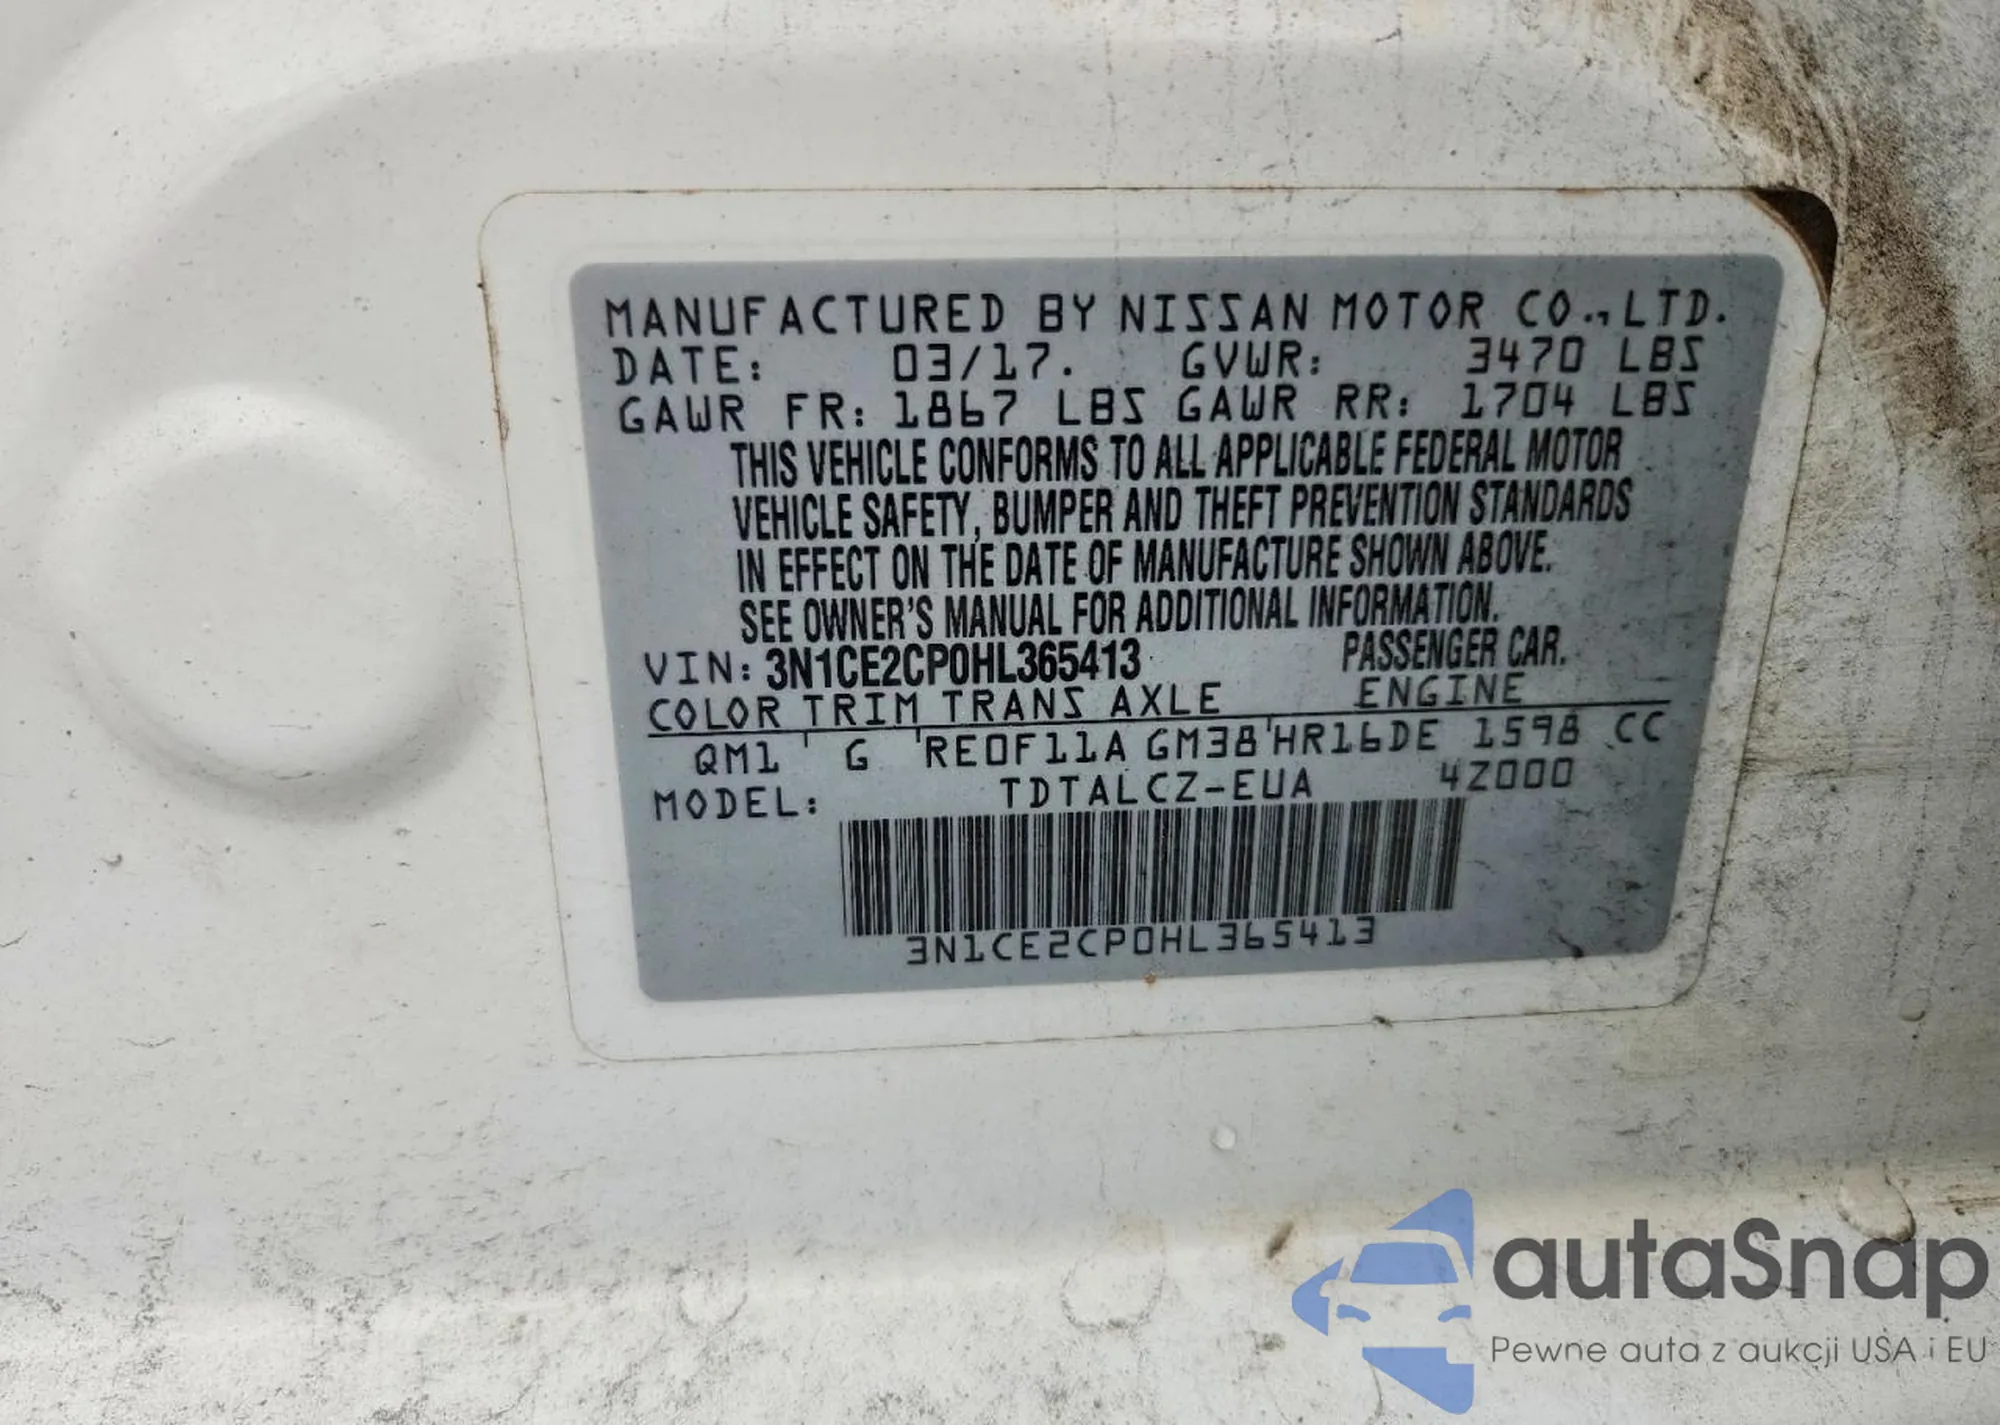 MANUFACTURED BY NISSAN MOTOR CO., LTD.
DATE: 03/17. GVWR: 3470 LBS
GAWR FR: 1867 LBS GAWR RR: 1704 LBS
THIS VEHICLE CONFORMS TO ALL APPLICABLE FEDERAL MOTOR
VEHICLE SAFETY, BUMPER AND THEFT PREVENTION STANDARDS
IN EFFECT ON THE DATE OF MANUFACTURE SHOWN ABOVE.
SEE OWNER'S MANUAL FOR ADDITIONAL INFORMATION.
VIN: 3N1CE2CP0HL365413 PASSENGER CAR.
COLOR TRIM TRANS AXLE ENGINE
QM1 G RE0F11A GM38 HR16DE 1598 CC
MODEL: TDTALCZ-EUA 4Z000
3N1CE2CP0HL365413
autaSnap
Pewne auta z aukcji USA i EU